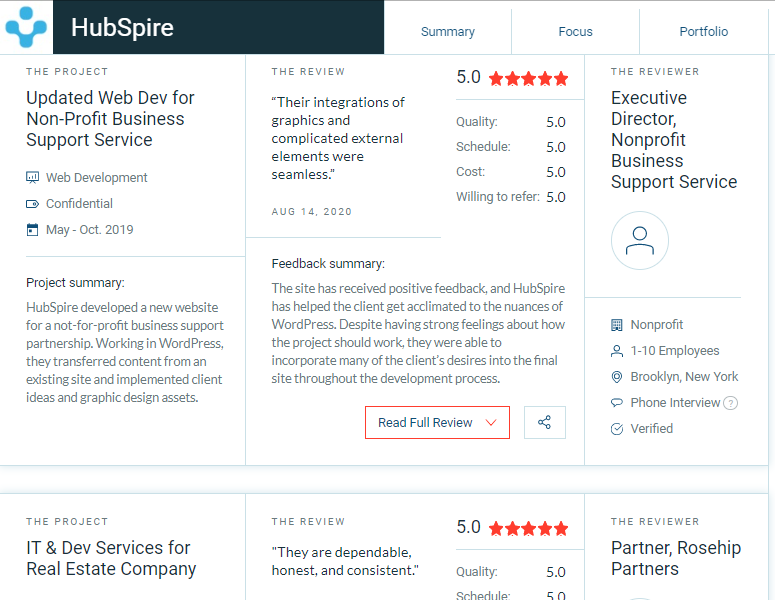 HubSpire
Summary
Focus
Portfolio
THE PROJECT
Updated Web Dev for
Non-Profit Business
Support Service
Web Development
Confidential
May - Oct. 2019
Project summary:
HubSpire developed a new website
for a not-for-profit business support
partnership. Working in WordPress,
they transferred content from an
existing site and implemented client
ideas and graphic design assets.
THE REVIEW
“Their integrations of
graphics and
complicated external
elements were
seamless.”
AUG 14, 2020
5.0
Quality: 5.0
Schedule: 5.0
Cost: 5.0
Willing to refer: 5.0
Feedback summary:
The site has received positive feedback, and HubSpire
has helped the client get acclimated to the nuances of
WordPress. Despite having strong feelings about how
the project should work, they were able to
incorporate many of the client's desires into the final
site throughout the development process.
Read Full Review
THE REVIEWER
Executive
Director,
Nonprofit
Business
Support Service
Nonprofit
1-10 Employees
Brooklyn, New York
Phone Interview ?
Verified
THE PROJECT
IT & Dev Services for
Real Estate Company
THE REVIEW
"They are dependable,
honest, and consistent."
5.0
Quality: 5.0
Schedule: 5.0
THE REVIEWER
Partner, Rosehip
Partners